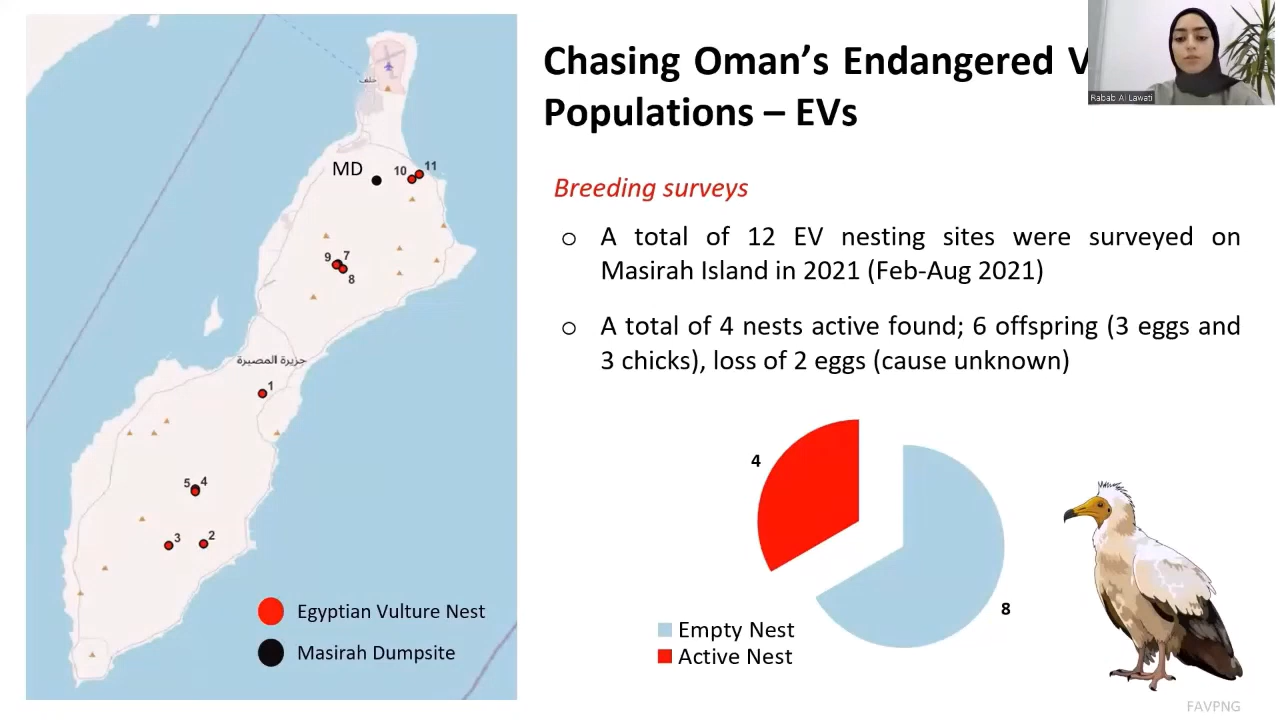 Chasing Oman's Endangered V
Populations – EVs
Rabab Al Lawati
Breeding surveys
o A total of 12 EV nesting sites were surveyed on
Masirah Island in 2021 (Feb-Aug 2021)
o A total of 4 nests active found; 6 offspring (3 eggs and
3 chicks), loss of 2 eggs (cause unknown)
حلف
MD
10
11
9
7
8
جزيرة المصيرة
1
5
4
3
2
Egyptian Vulture Nest
Masirah Dumpsite
4
8
Empty Nest
Active Nest
FAVPNG